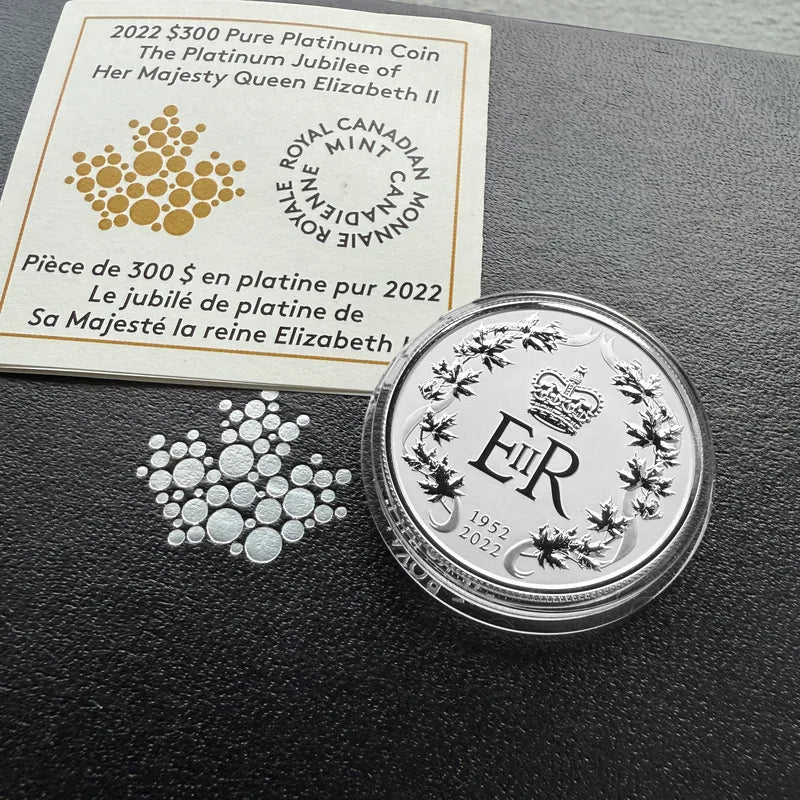 2022 $300 Pure Platinum Coin
The Platinum Jubilee of
Her Majesty Queen Elizabeth II
ROYAL CANADIAN MINT
MONNAIE ROYALE CANADIENNE
Pièce de 300 $ en platine pur 2022
Le jubilé de platine de
Sa Majesté la reine Elizabeth
EIIR
1952
2022